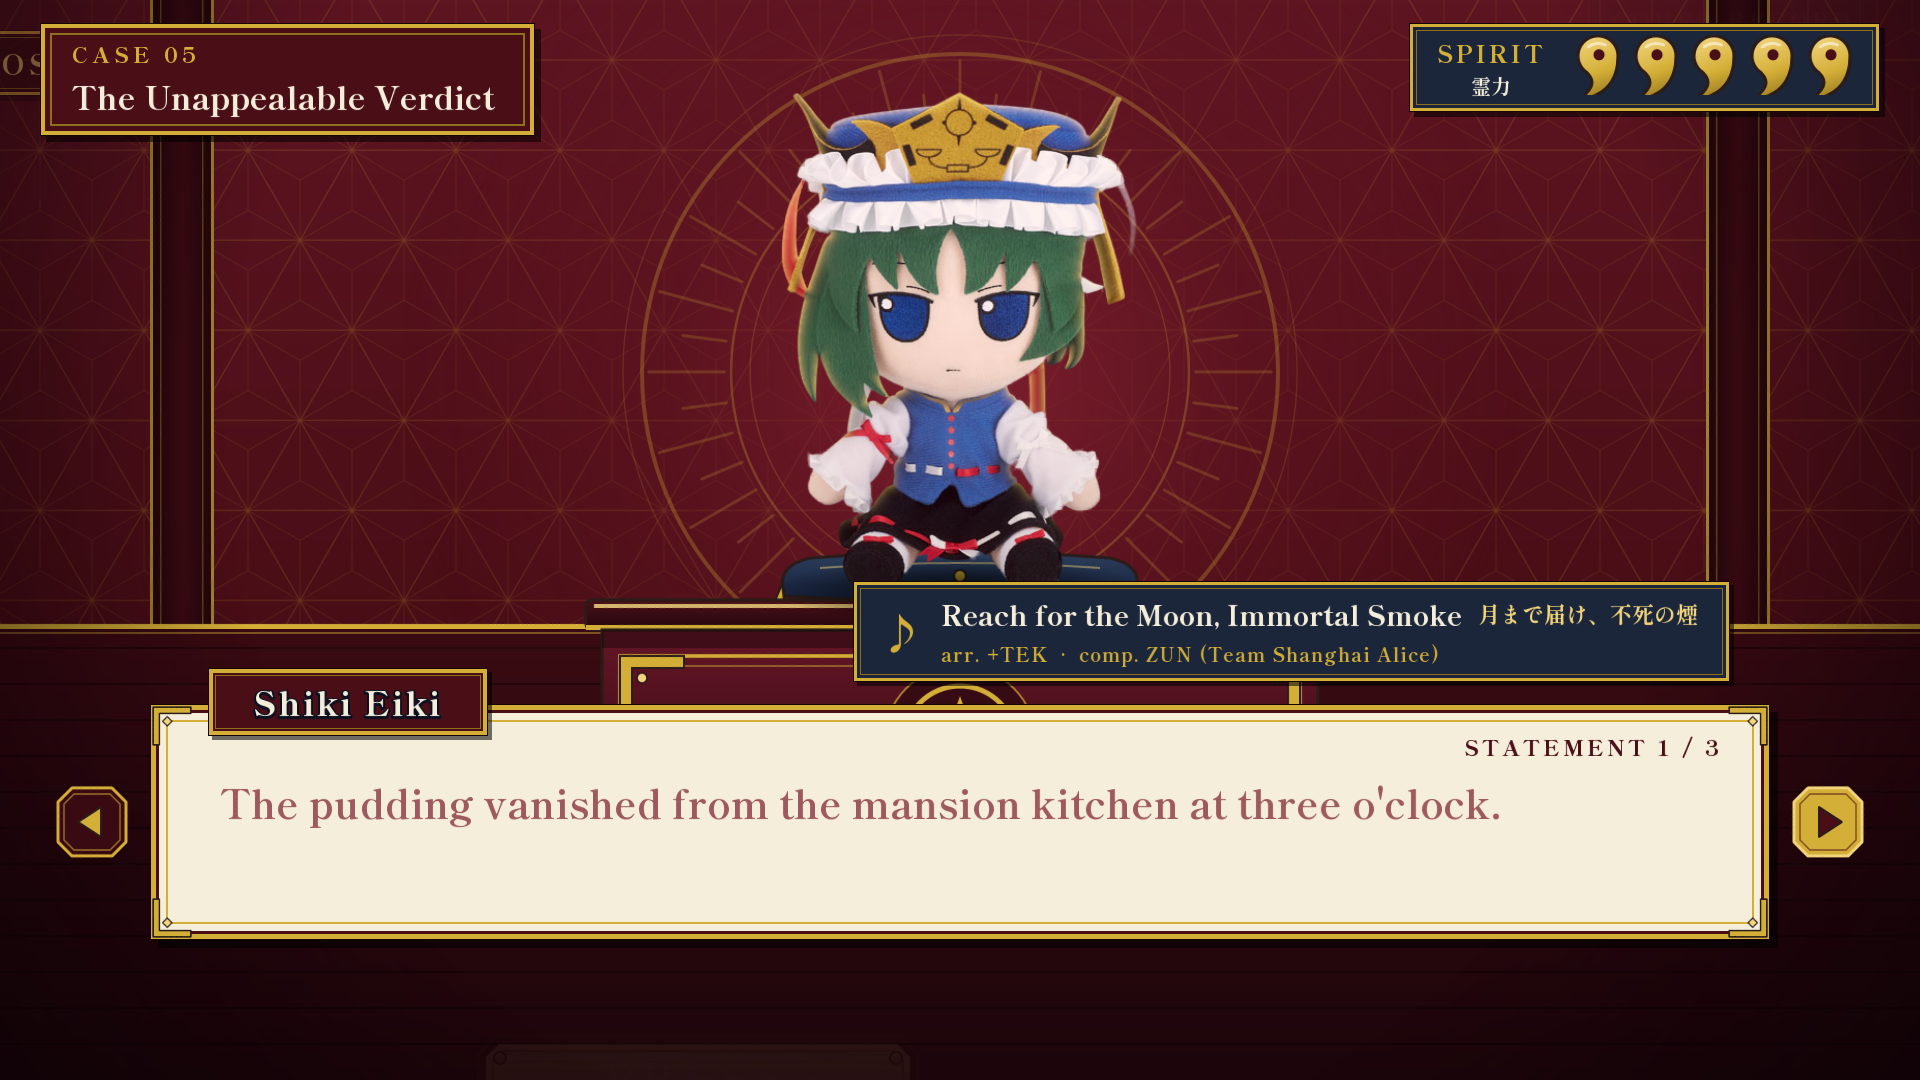 CASE 05
The Unappealable Verdict
SPIRIT
霊力
Reach for the Moon, Immortal Smoke 月まで届け、不死の煙
arr. +TEK · comp. ZUN (Team Shanghai Alice)
Shiki Eiki
STATEMENT 1 / 3
The pudding vanished from the mansion kitchen at three o'clock.